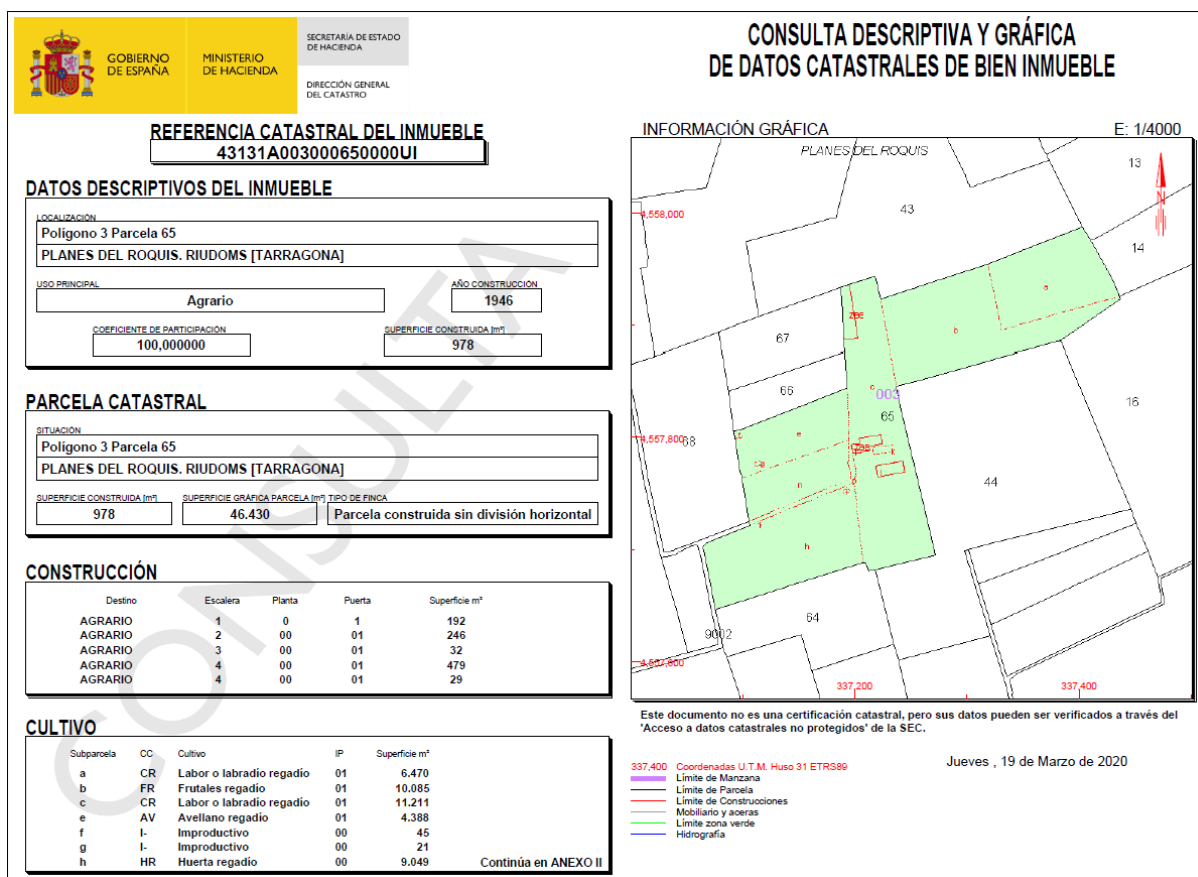 GOBIERNO
DE ESPAÑA
MINISTERIO
DE HACIENDA
SECRETARÍA DE ESTADO
DE HACIENDA
DIRECCIÓN GENERAL
DEL CATASTRO
CONSULTA DESCRIPTIVA Y GRÁFICA
DE DATOS CATASTRALES DE BIEN INMUEBLE
REFERENCIA CATASTRAL DEL INMUEBLE
43131A003000650000UI
DATOS DESCRIPTIVOS DEL INMUEBLE
LOCALIZACIÓN
Polígono 3 Parcela 65
PLANES DEL ROQUIS. RIUDOMS [TARRAGONA]
USO PRINCIPAL AÑO CONSTRUCCIÓN
Agrario 1946
COEFICIENTE DE PARTICIPACIÓN SUPERFICIE CONSTRUIDA [m²]
100,000000 978
PARCELA CATASTRAL
SITUACIÓN
Polígono 3 Parcela 65
PLANES DEL ROQUIS. RIUDOMS [TARRAGONA]
SUPERFICIE CONSTRUIDA [m²] SUPERFICIE GRÁFICA PARCELA [m²] TIPO DE FINCA
978 46.430 Parcela construida sin división horizontal
CONSTRUCCIÓN
Destino Escalera Planta Puerta Superficie m²
AGRARIO 1 0 1 192
AGRARIO 2 00 01 246
AGRARIO 3 00 01 32
AGRARIO 4 00 01 479
AGRARIO 4 00 01 29
CULTIVO
Subparcela CC Cultivo IP Superficie m²
a CR Labor o labradío regadío 01 6.470
b FR Frutales regadío 01 10.085
c CR Labor o labradío regadío 01 11.211
e AV Avellano regadío 01 4.388
f I- Improductivo 00 45
g I- Improductivo 00 21
h HR Huerta regadío 00 9.049 Continúa en ANEXO II
CONSULTA
INFORMACIÓN GRÁFICA E: 1/4000
PLANES DEL ROQUIS
13
4,558,000
43
N
14
a
b
67
c
003
66
65
16
4,557,800
68
e
44
h
64
9002
337,200 337,400
Este documento no es una certificación catastral, pero sus datos pueden ser verificados a través del
'Acceso a datos catastrales no protegidos' de la SEC.
337,400 Coordenadas U.T.M. Huso 31 ETRS89
Límite de Manzana
Límite de Parcela
Límite de Construcciones
Mobiliario y aceras
Límite zona verde
Hidrografía
Jueves , 19 de Marzo de 2020